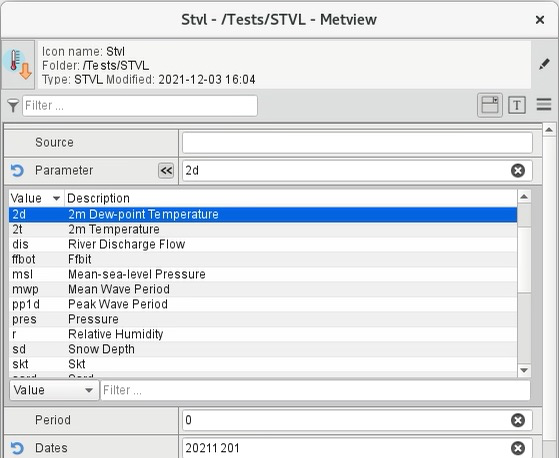 Stvl - /Tests/STVL - Metview
Icon name: Stvl
Folder: /Tests/STVL
Type: STVL Modified: 2021-12-03 16:04
Filter ...
T
Source
Parameter << 2d
Value Description
2d 2m Dew-point Temperature
2t 2m Temperature
dis River Discharge Flow
ffbot Ffbit
msl Mean-sea-level Pressure
mwp Mean Wave Period
pp1d Peak Wave Period
pres Pressure
r Relative Humidity
sd Snow Depth
skt Skt
Value Filter ...
Period 0
Dates 20211201